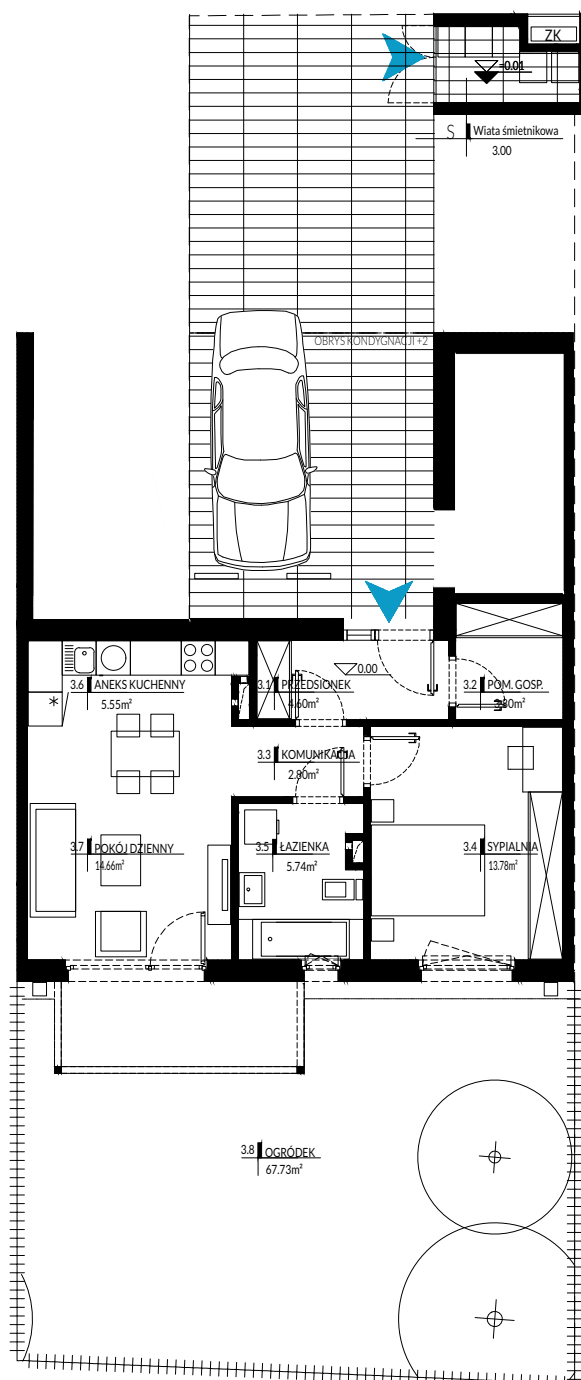 ZK
-0.01
S Wiata śmietnikowa
3.00
OBRYS KONDYGNACJI +2
0.00
3.6 ANEKS KUCHENNY
5.55m²
3.1 PRZEDSIONEK
4.60m²
3.2 POM. GOSP.
3.3 KOMUNIKACJA
2.80m²
3.7 POKÓJ DZIENNY
14.66m²
3.5 ŁAZIENKA
5.74m²
3.4 SYPIALNIA
13.78m²
3.8 OGRÓDEK
67.73m²